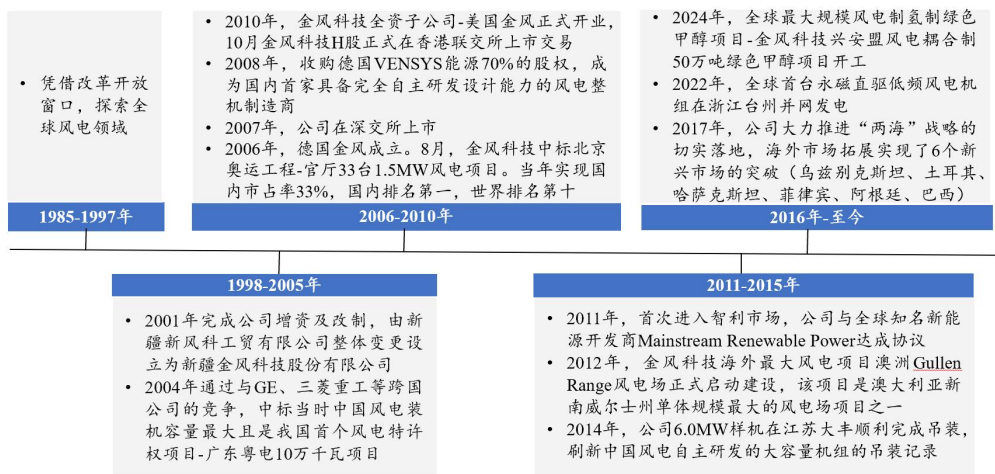 • 凭借改革开放
窗口，探索全
球风电领域
1985-1997年
• 2010年，金风科技全资子公司-美国金风正式开业，
10月金风科技H股正式在香港联交所上市交易
• 2008年，收购德国VENSYS能源70%的股权，成
为国内首家具备完全自主研发设计能力的风电整
机制造商
• 2007年，公司在深交所上市
• 2006年，德国金风成立。8月，金风科技中标北京
奥运工程-官厅33台1.5MW风电项目。当年实现国
内市占率33%，国内排名第一，世界排名第十
2006-2010年
• 2024年，全球最大规模风电制氢制绿色
甲醇项目-金风科技兴安盟风电耦合制
50万吨绿色甲醇项目开工
• 2022年，全球首台永磁直驱低频风电机
组在浙江台州并网发电
• 2017年，公司大力推进“两海”战略的
切实落地，海外市场拓展实现了6个新
兴市场的突破（乌兹别克斯坦、土耳其、
哈萨克斯坦、菲律宾、阿根廷、巴西）
2016年-至今
1998-2005年
• 2001年完成公司增资及改制，由新
疆新风科工贸有限公司整体变更
设立为新疆金风科技股份有限公司
• 2004年通过与GE、三菱重工等跨国
公司的竞争，中标当时中国风电装
机容量最大且是我国首个风电特许
权项目-广东粤电10万千瓦项目
2011-2015年
• 2011年，首次进入智利市场，公司与全球知名新能
源开发商Mainstream Renewable Power达成协议
• 2012年，金风科技海外最大风电项目澳洲Gullen
Range风电场正式启动建设，该项目是澳大利亚新
南威尔士州单体规模最大的风电场项目之一
• 2014年，公司6.0MW样机在江苏大丰顺利完成吊装，
刷新中国风电自主研发的大容量机组的吊装记录